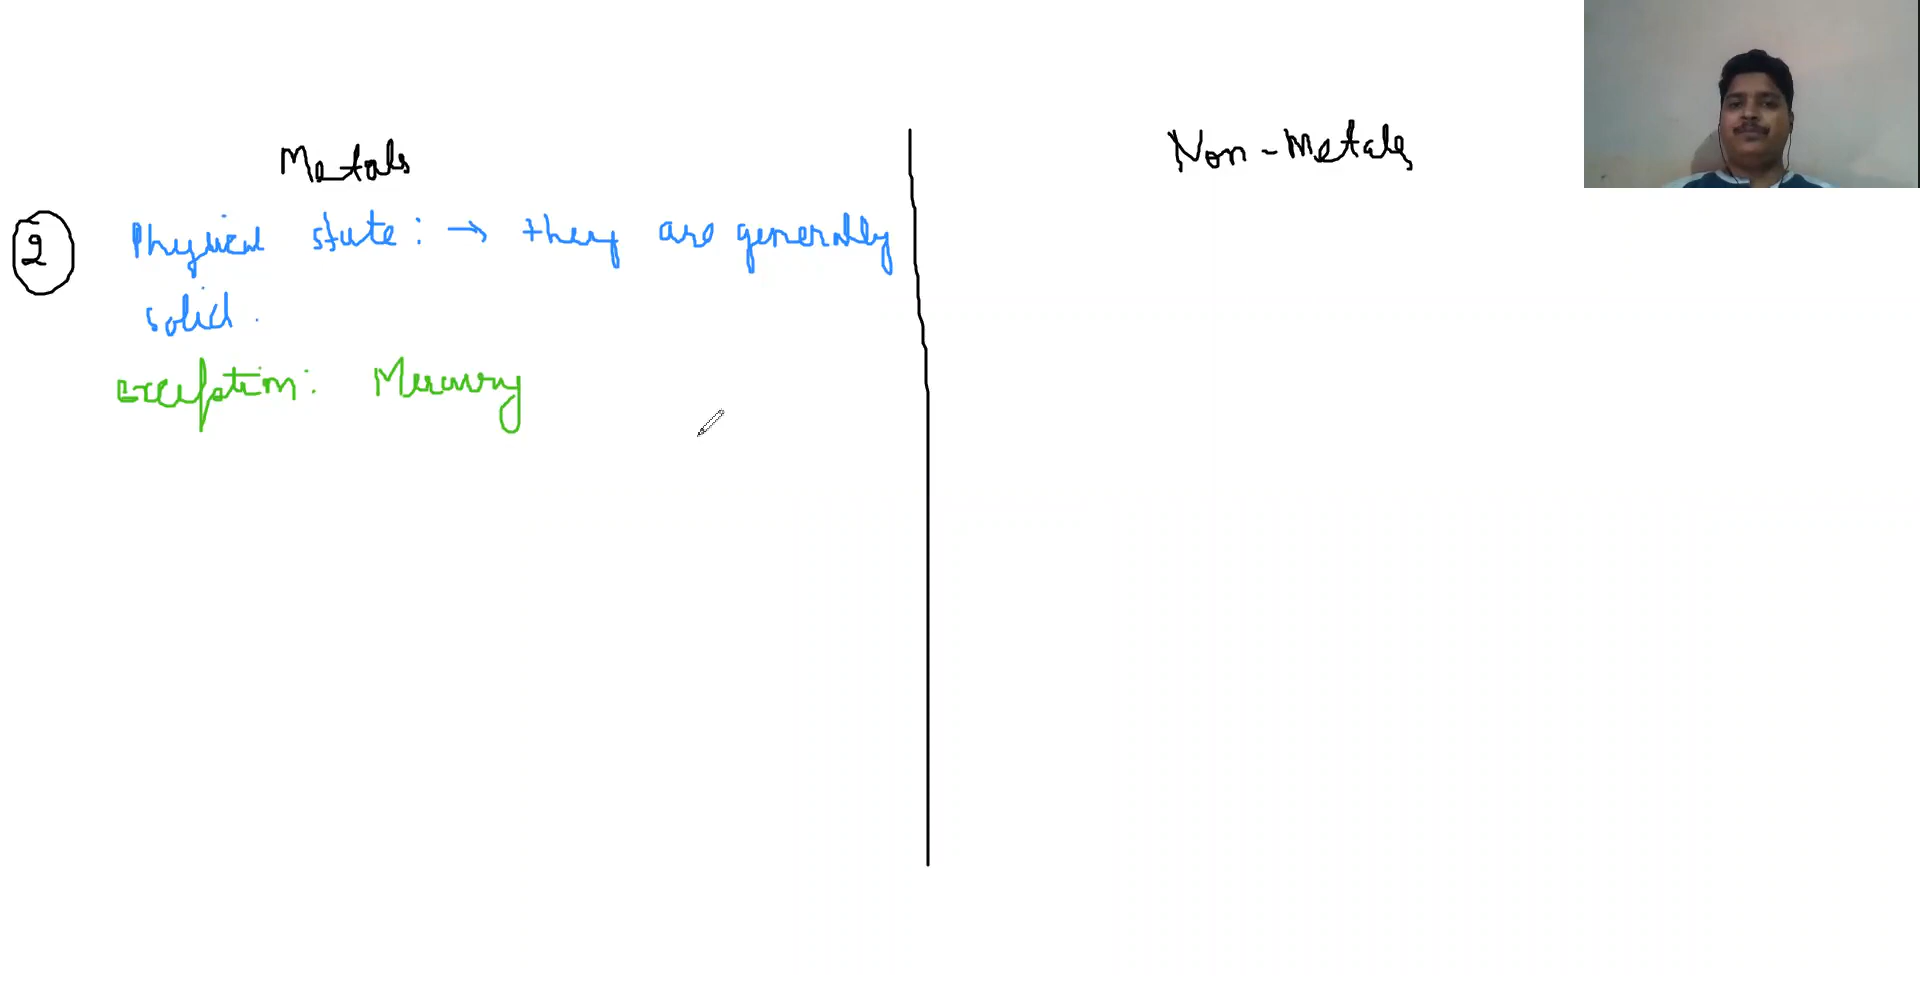 Metals
Non-Metals
2
Physical state: → they are generally
solid.
exception: Mercury